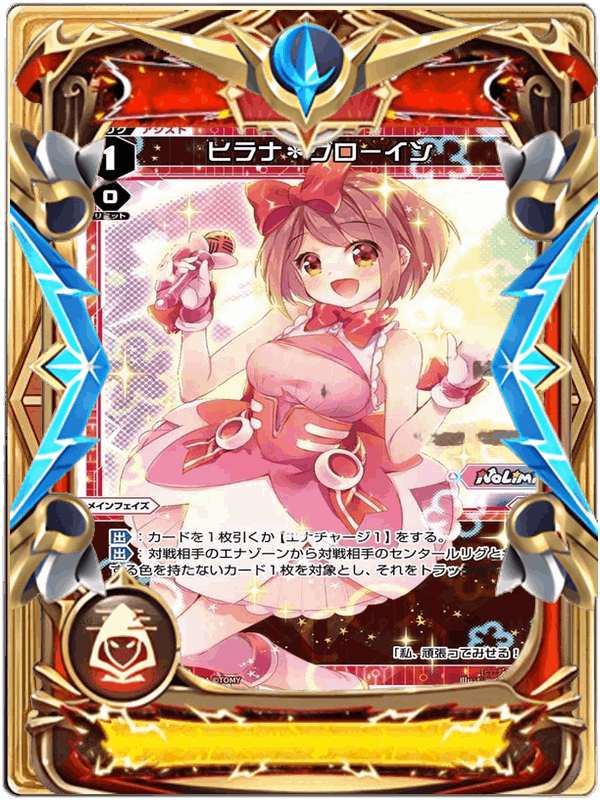 アシスト
1
ヒラナ＊ブローイン
0
リミット
NoLimi
メインフェイズ
出：カードを1枚引くか【エナチャージ1】をする。
出：対戦相手のエナゾーンから対戦相手のセンタールリグと
する色を持たないカード1枚を対象とし、それをトラッシ
「私、頑張ってみせる！
©TOMY
Illus